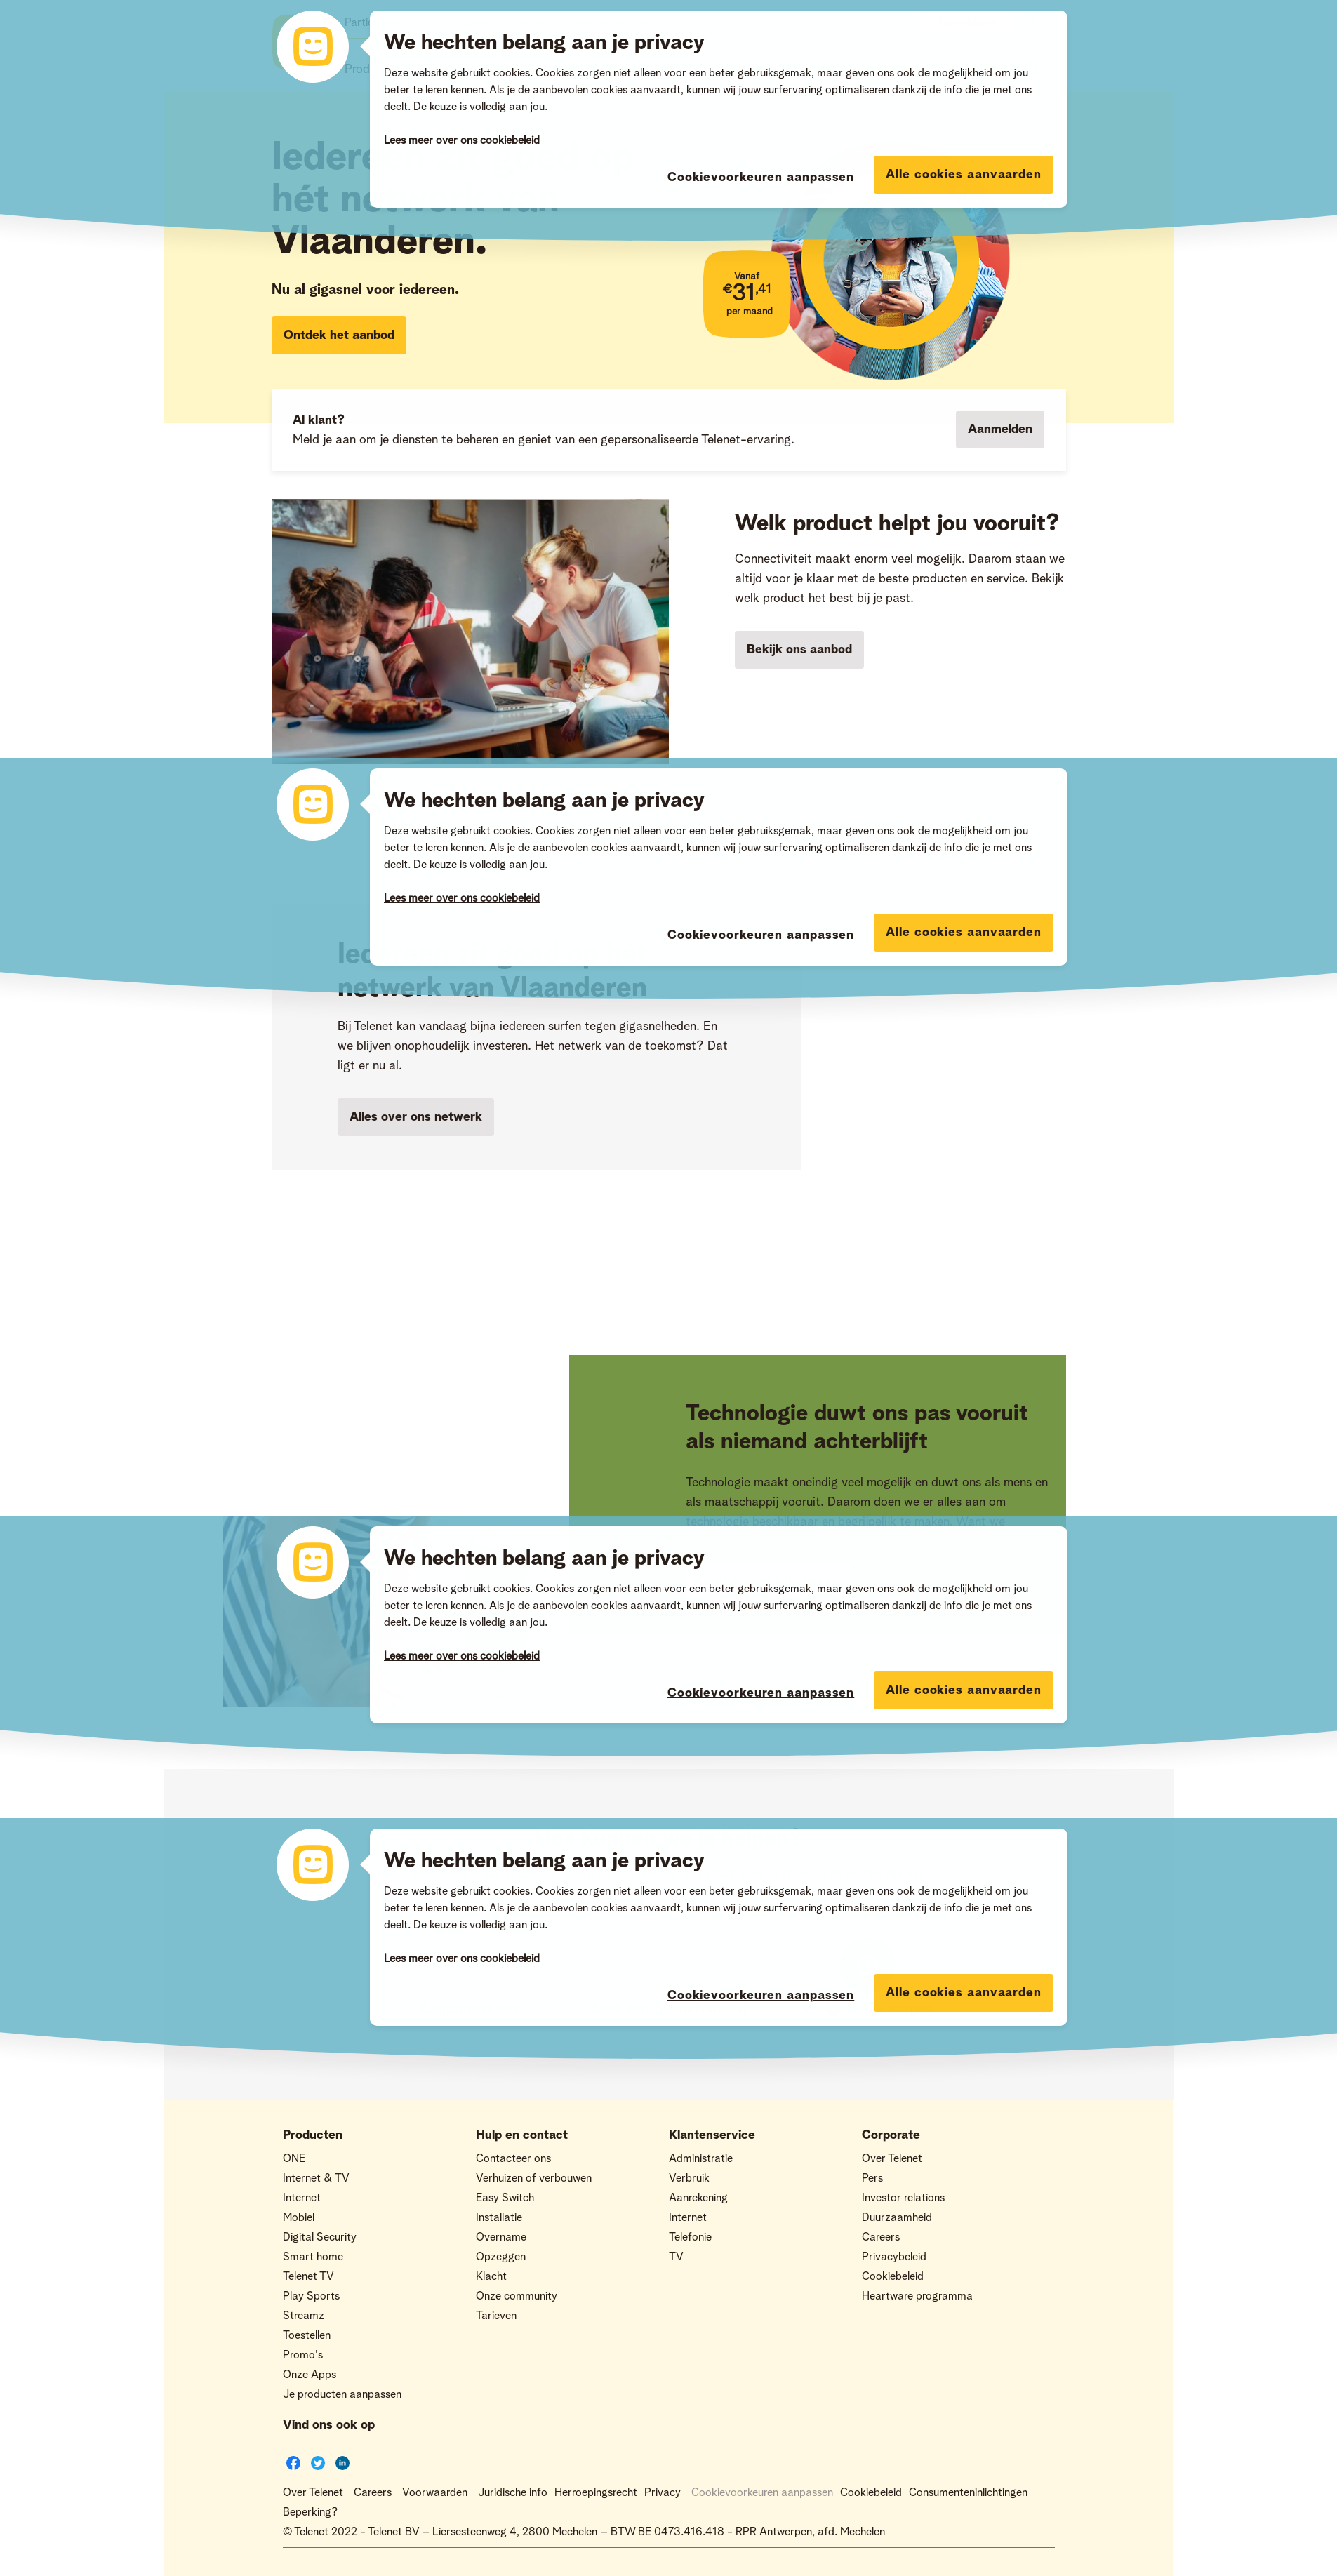 We hechten belang aan je privacy
Deze website gebruikt cookies. Cookies zorgen niet alleen voor een beter gebruiksgemak, maar geven ons ook de mogelijkheid om jou
beter te leren kennen. Als je de aanbevolen cookies aanvaardt, kunnen wij jouw surfervaring optimaliseren dankzij de info die je met ons
deelt. De keuze is volledig aan jou.
Lees meer over ons cookiebeleid
Cookievoorkeuren aanpassen
Alle cookies aanvaarden
hét netwerk van
Vlaanderen.
Nu al gigasnel voor iedereen.
Ontdek het aanbod
Vanaf
€31,41
per maand
Al klant?
Meld je aan om je diensten te beheren en geniet van een gepersonaliseerde Telenet-ervaring.
Aanmelden
Welk product helpt jou vooruit?
Connectiviteit maakt enorm veel mogelijk. Daarom staan we
altijd voor je klaar met de beste producten en service. Bekijk
welk product het best bij je past.
Bekijk ons aanbod
We hechten belang aan je privacy
Deze website gebruikt cookies. Cookies zorgen niet alleen voor een beter gebruiksgemak, maar geven ons ook de mogelijkheid om jou
beter te leren kennen. Als je de aanbevolen cookies aanvaardt, kunnen wij jouw surfervaring optimaliseren dankzij de info die je met ons
deelt. De keuze is volledig aan jou.
Lees meer over ons cookiebeleid
Cookievoorkeuren aanpassen
Alle cookies aanvaarden
netwerk van Vlaanderen
Bij Telenet kan vandaag bijna iedereen surfen tegen gigasnelheden. En
we blijven onophoudelijk investeren. Het netwerk van de toekomst? Dat
ligt er nu al.
Alles over ons netwerk
Technologie duwt ons pas vooruit
als niemand achterblijft
Technologie maakt oneindig veel mogelijk en duwt ons als mens en
als maatschappij vooruit. Daarom doen we er alles aan om
technologie beschikbaar en begrijpelijk te maken. Want we
We hechten belang aan je privacy
Deze website gebruikt cookies. Cookies zorgen niet alleen voor een beter gebruiksgemak, maar geven ons ook de mogelijkheid om jou
beter te leren kennen. Als je de aanbevolen cookies aanvaardt, kunnen wij jouw surfervaring optimaliseren dankzij de info die je met ons
deelt. De keuze is volledig aan jou.
Lees meer over ons cookiebeleid
Cookievoorkeuren aanpassen
Alle cookies aanvaarden
We hechten belang aan je privacy
Deze website gebruikt cookies. Cookies zorgen niet alleen voor een beter gebruiksgemak, maar geven ons ook de mogelijkheid om jou
beter te leren kennen. Als je de aanbevolen cookies aanvaardt, kunnen wij jouw surfervaring optimaliseren dankzij de info die je met ons
deelt. De keuze is volledig aan jou.
Lees meer over ons cookiebeleid
Cookievoorkeuren aanpassen
Alle cookies aanvaarden
Producten
ONE
Internet & TV
Internet
Mobiel
Digital Security
Smart home
Telenet TV
Play Sports
Streamz
Toestellen
Promo's
Onze Apps
Je producten aanpassen
Hulp en contact
Contacteer ons
Verhuizen of verbouwen
Easy Switch
Installatie
Overname
Opzeggen
Klacht
Onze community
Tarieven
Klantenservice
Administratie
Verbruik
Aanrekening
Internet
Telefonie
TV
Corporate
Over Telenet
Pers
Investor relations
Duurzaamheid
Careers
Privacybeleid
Cookiebeleid
Heartware programma
Vind ons ook op
Over Telenet Careers Voorwaarden Juridische info Herroepingsrecht Privacy Cookievoorkeuren aanpassen Cookiebeleid Consumenteninlichtingen
Beperking?
© Telenet 2022 - Telenet BV – Liersesteenweg 4, 2800 Mechelen – BTW BE 0473.416.418 - RPR Antwerpen, afd. Mechelen